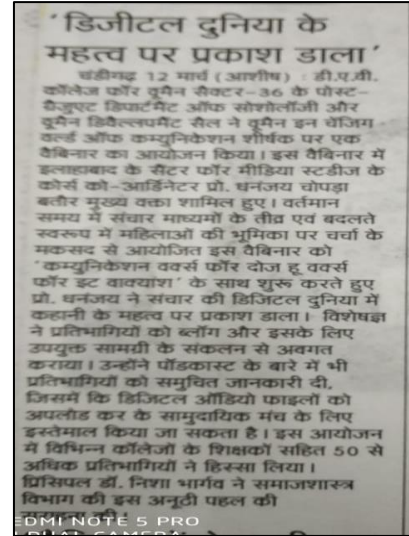 'डिजीटल दुनिया के
महत्व पर प्रकाश डाला'
चंडीगढ़ 12 मार्च (आशीष) : डी.ए.वी.
कॉलेज फॉर वूमैन सैक्टर-36 के पोस्ट-
ग्रैजुएट डिपार्टमैंट ऑफ सोशोलॉजी और
वूमैन डिवैल्पमैंट सैल ने वूमैन इन चेंजिंग
वर्ल्ड ऑफ कम्युनिकेशन शीर्षक पर एक
वैबिनार का आयोजन किया। इस वैबिनार में
इलाहाबाद के सैंटर फॉर मीडिया स्टडीज के
कोर्स को-आर्डिनेटर प्रो. धनंजय चोपड़ा
बतौर मुख्य वक्ता शामिल हुए। वर्तमान
समय में संचार माध्यमों के तीव्र एवं बदलते
स्वरूप में महिलाओं की भूमिका पर चर्चा के
मकसद से आयोजित इस वैबिनार को
'कम्युनिकेशन वर्क्स फॉर दोज हू वर्क्स
फॉर इट वाक्यांश' के साथ शुरू करते हुए
प्रो. धनंजय ने संचार की डिजिटल दुनिया में
कहानी के महत्व पर प्रकाश डाला। विशेषज्ञ
ने प्रतिभागियों को ब्लॉग और इसके लिए
उपयुक्त सामग्री के संकलन से अवगत
कराया। उन्होंने पॉडकास्ट के बारे में भी
प्रतिभागियों को समुचित जानकारी दी,
जिसमें कि डिजिटल ऑडियो फाइलों को
अपलोड कर के सामुदायिक मंच के लिए
इस्तेमाल किया जा सकता है। इस आयोजन
में विभिन्न कॉलेजों के शिक्षकों सहित 50 से
अधिक प्रतिभागियों ने हिस्सा लिया।
प्रिंसिपल डॉ. निशा भार्गव ने समाजशास्त्र
विभाग की इस अनूठी पहल की
सराहना की।
EDMI NOTE 5 PRO
DUAL CAMERA